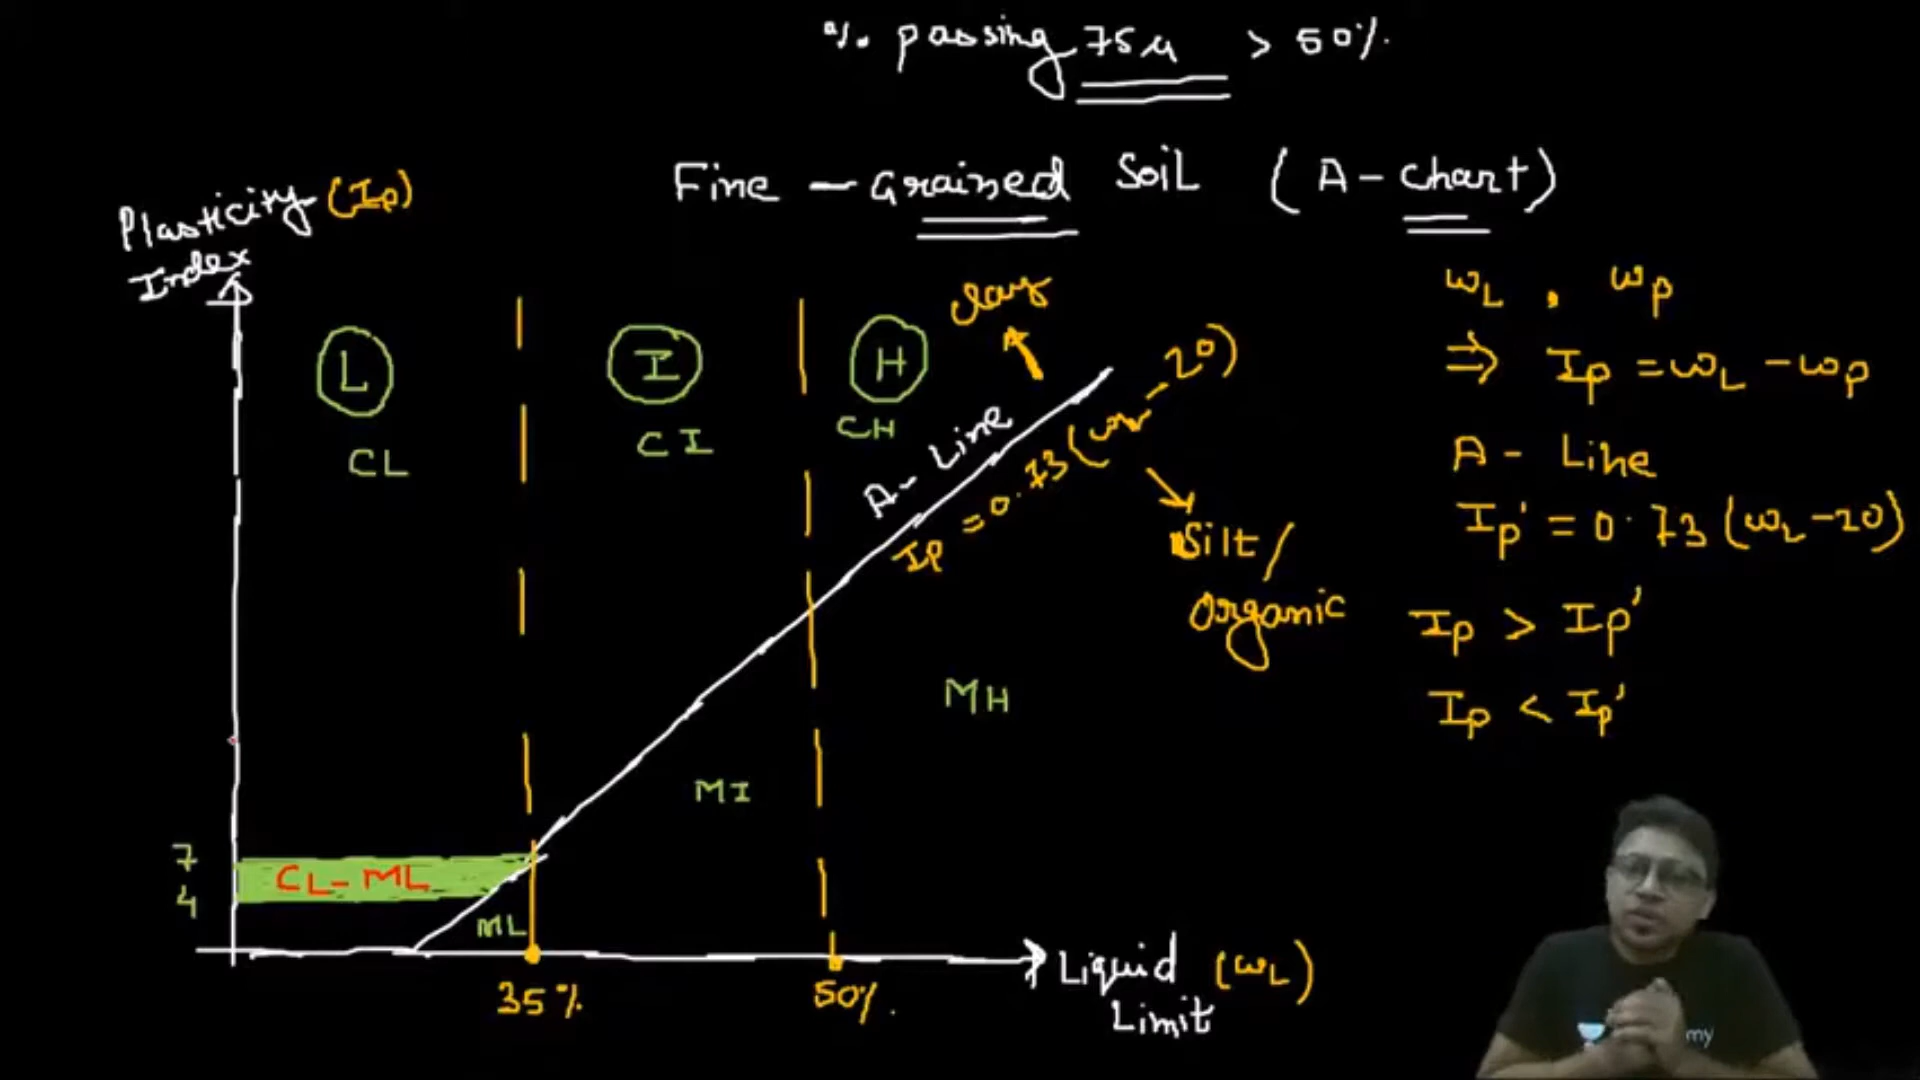 % passing 75μ > 50%.
Fine - Grained Soil (A- chart)
Plasticity (Ip)
Index
L
I
H
CL
CI
CH
clay
A- Line
Ip = 0.73 (wL - 20)
Silt/
organic
MH
MI
ML
CL-ML
7
4
35%
50%.
Liquid (wL)
Limit
wL , wp
⇒ Ip = wL - wp
A- Line
Ip' = 0.73 (wL-20)
Ip > Ip'
Ip < Ip'
my